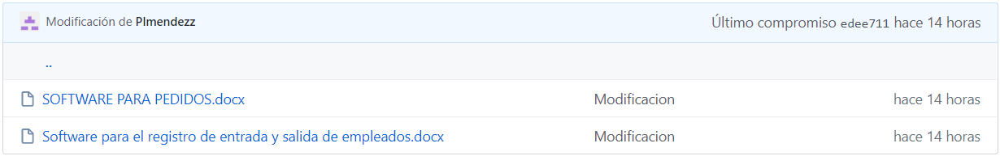 Modificación de Plmendezz Último compromiso edee711 hace 14 horas
..
SOFTWARE PARA PEDIDOS.docx Modificacion hace 14 horas
Software para el registro de entrada y salida de empleados.docx Modificacion hace 14 horas